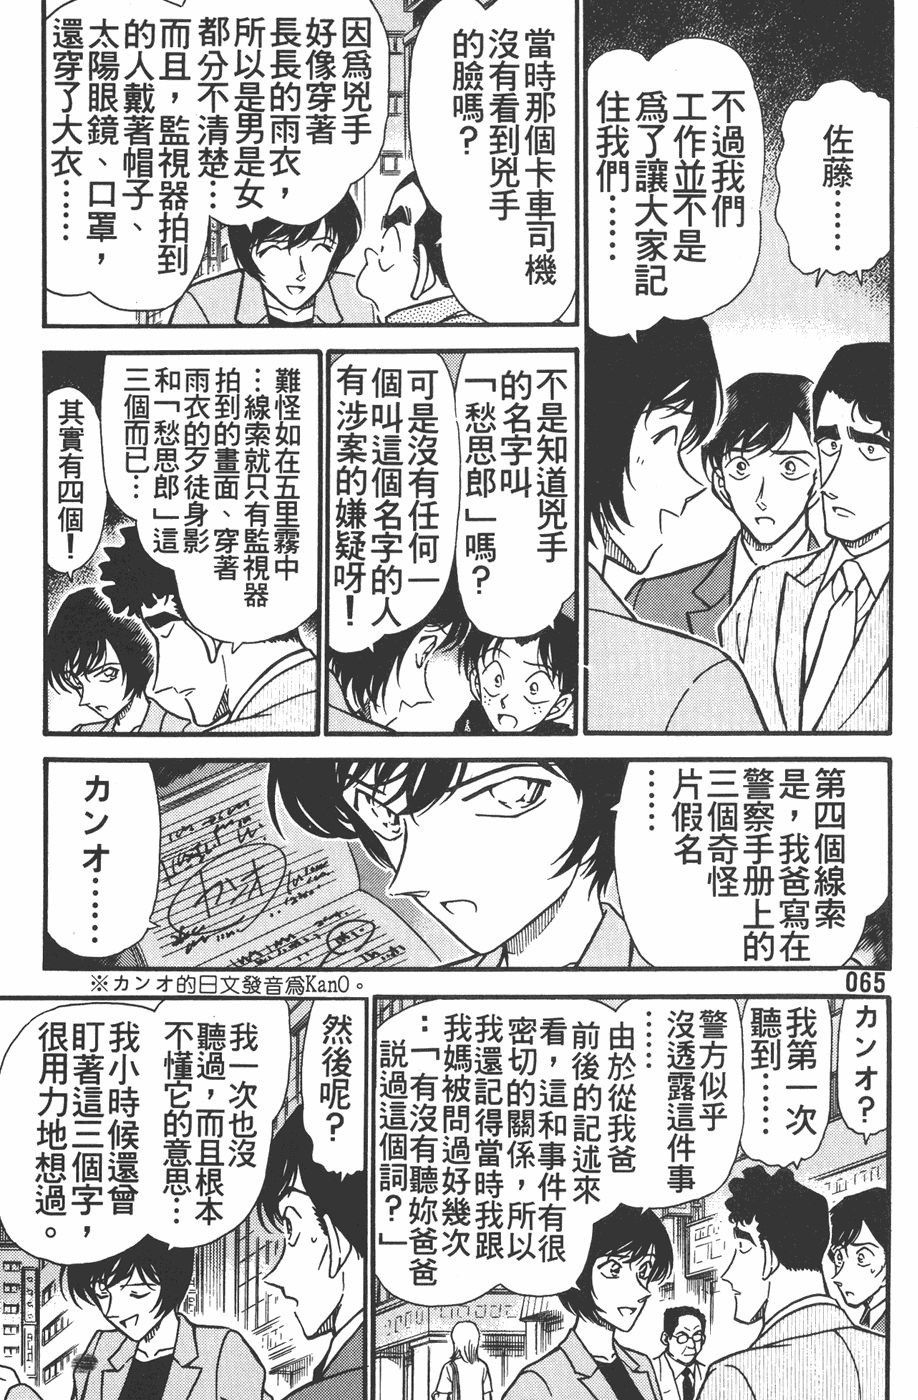 佐藤……
不過我們
工作並不是
為了讓大家記
住我們……
當時那個卡車司機
沒有看到兇手
的臉嗎？
因為兇手
好像穿著
長長的雨衣，
所以是男是女
都分不清楚…
而且，監視器拍到
的人戴著帽子、
太陽眼鏡、口罩，
還穿了大衣……
不是知道兇手
的名字叫
「愁思郎」嗎？
可是沒有任何一
個叫這個名字的人
有涉案的嫌疑呀！
難怪如在五里霧中
…線索就只有監視器
拍到的畫面、穿著
雨衣的歹徒身影
和「愁思郎」這
三個而已…
其實有四個！
第四個線索
是，我爸寫在
警察手冊上的
三個奇怪
片假名
……
カンオ
カンオ……
※カンオ的日文發音為KanO。
065
カンオ？
我第一次
聽到……
警方似乎
沒透露這件事
……
由於從我爸
前後的記述來
看，這和事件有很
密切的關係，所以
我還記得當時我跟
我媽被問過好幾次
：「有沒有聽妳爸爸
說過這個詞？」
然後呢？
我一次也沒
聽過，而且根本
不懂它的意思…
我小時候還曾
盯著這三個字，
很用力地想過。